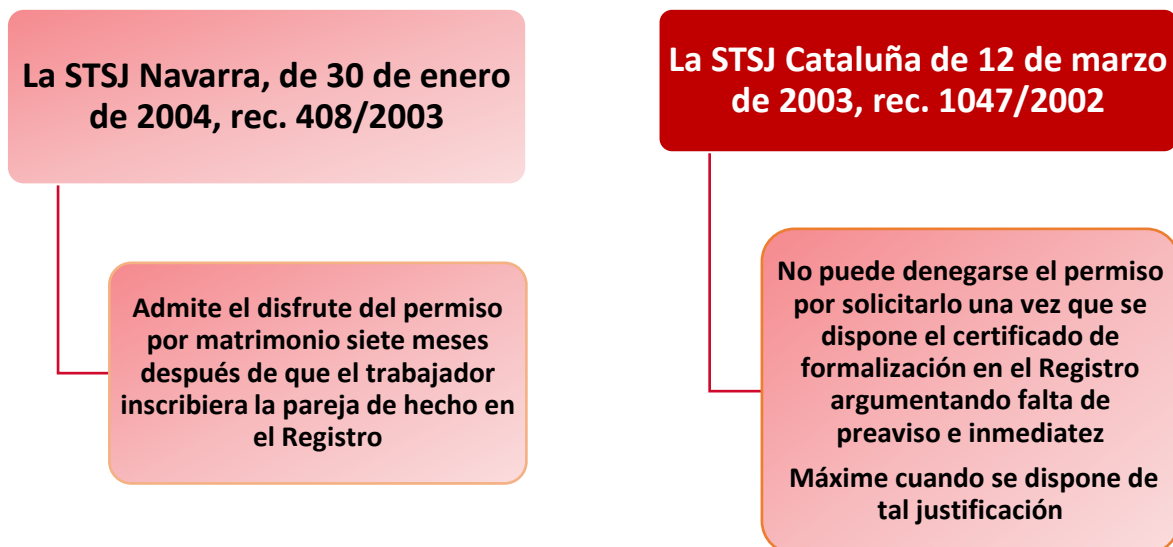 La STSJ Navarra, de 30 de enero
de 2004, rec. 408/2003
Admite el disfrute del permiso
por matrimonio siete meses
después de que el trabajador
inscribiera la pareja de hecho en
el Registro
La STSJ Cataluña de 12 de marzo
de 2003, rec. 1047/2002
No puede denegarse el permiso
por solicitarlo una vez que se
dispone el certificado de
formalización en el Registro
argumentando falta de
preaviso e inmediatez
Máxime cuando se dispone de
tal justificación